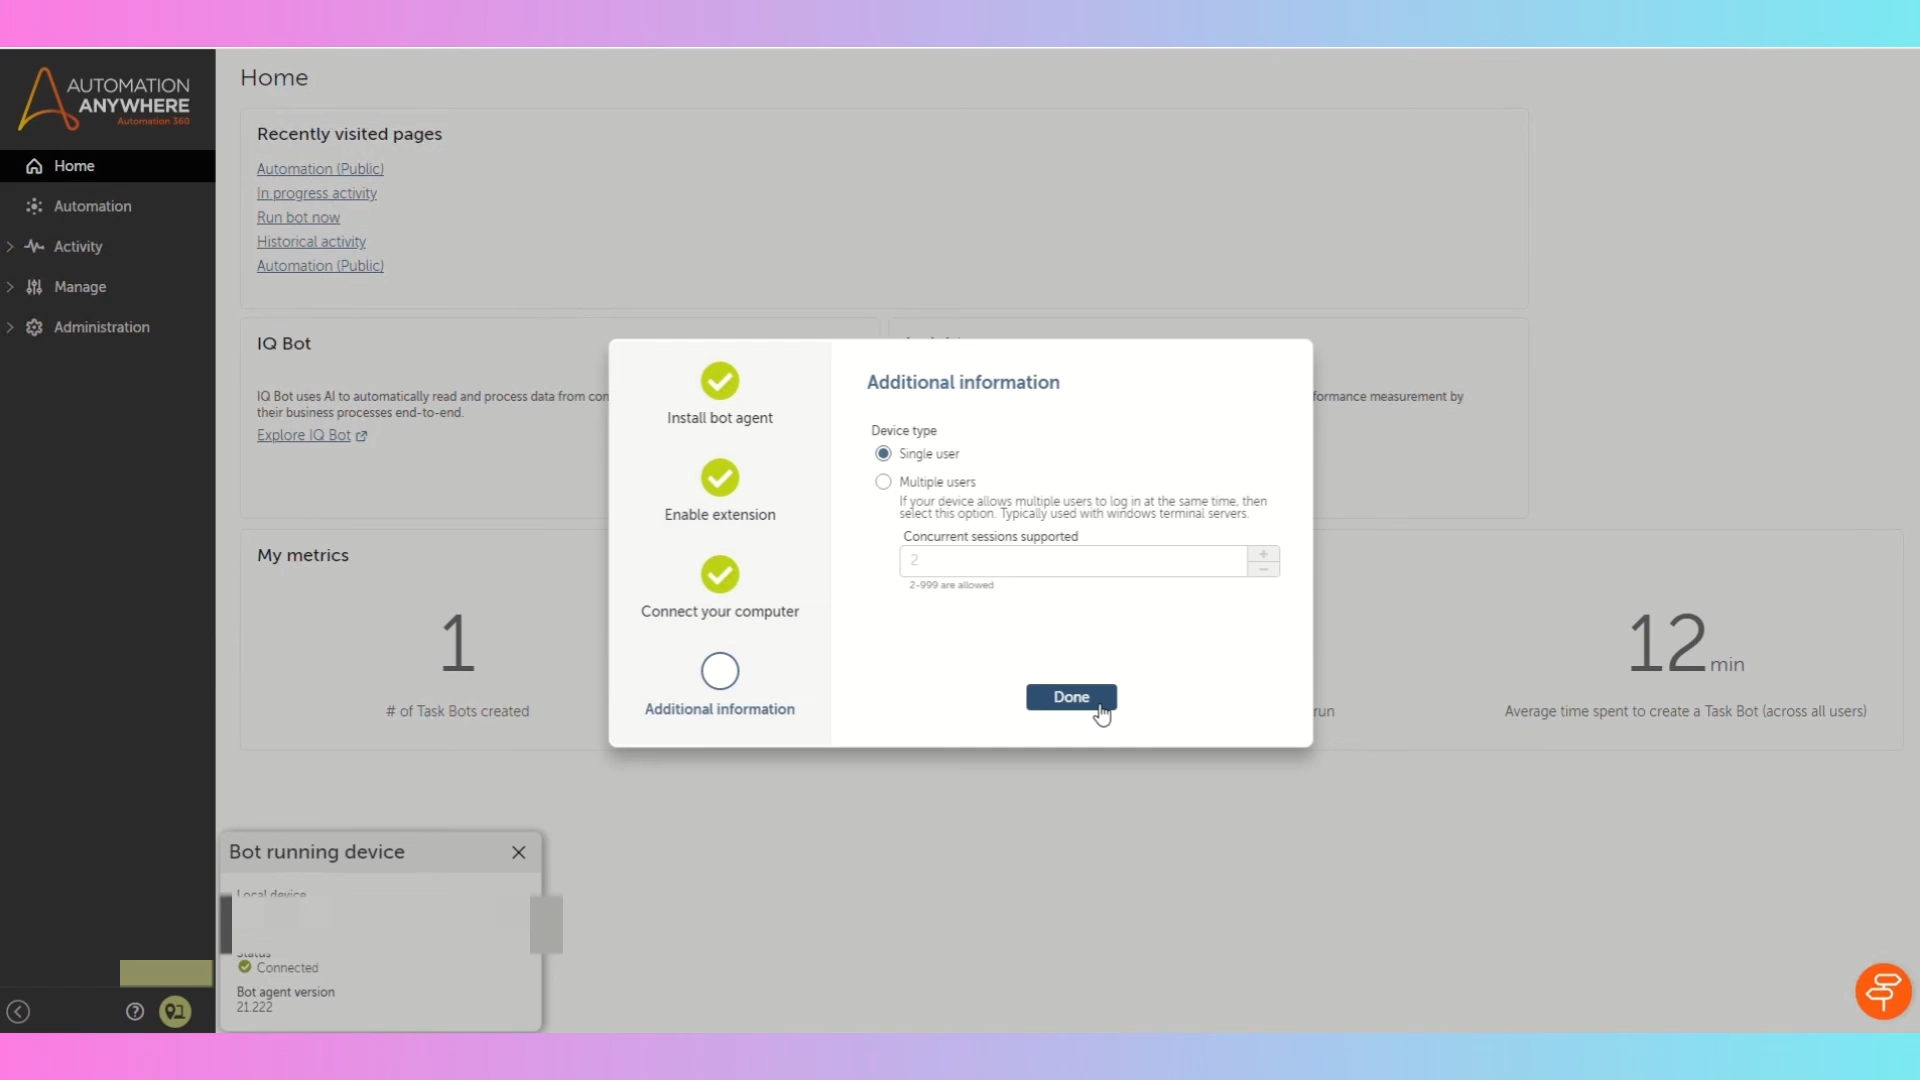 AUTOMATION
ANYWHERE
Automation 360
Home
Automation
Activity
Manage
Administration
Home
Recently visited pages
Automation (Public)
In progress activity
Run bot now
Historical activity
Automation (Public)
IQ Bot
IQ Bot uses AI to automatically read and process data from
their business processes end-to-end.
Explore IQ Bot
formance measurement by
My metrics
1
# of Task Bots created
run
12 min
Average time spent to create a Task Bot (across all users)
Install bot agent
Enable extension
Connect your computer
Additional information
Additional information
Device type
Single user
Multiple users
If your device allows multiple users to log in at the same time, then
select this option. Typically used with windows terminal servers.
Concurrent sessions supported
2
2-999 are allowed
Done
Bot running device
Local device
Status
Connected
Bot agent version
21.222